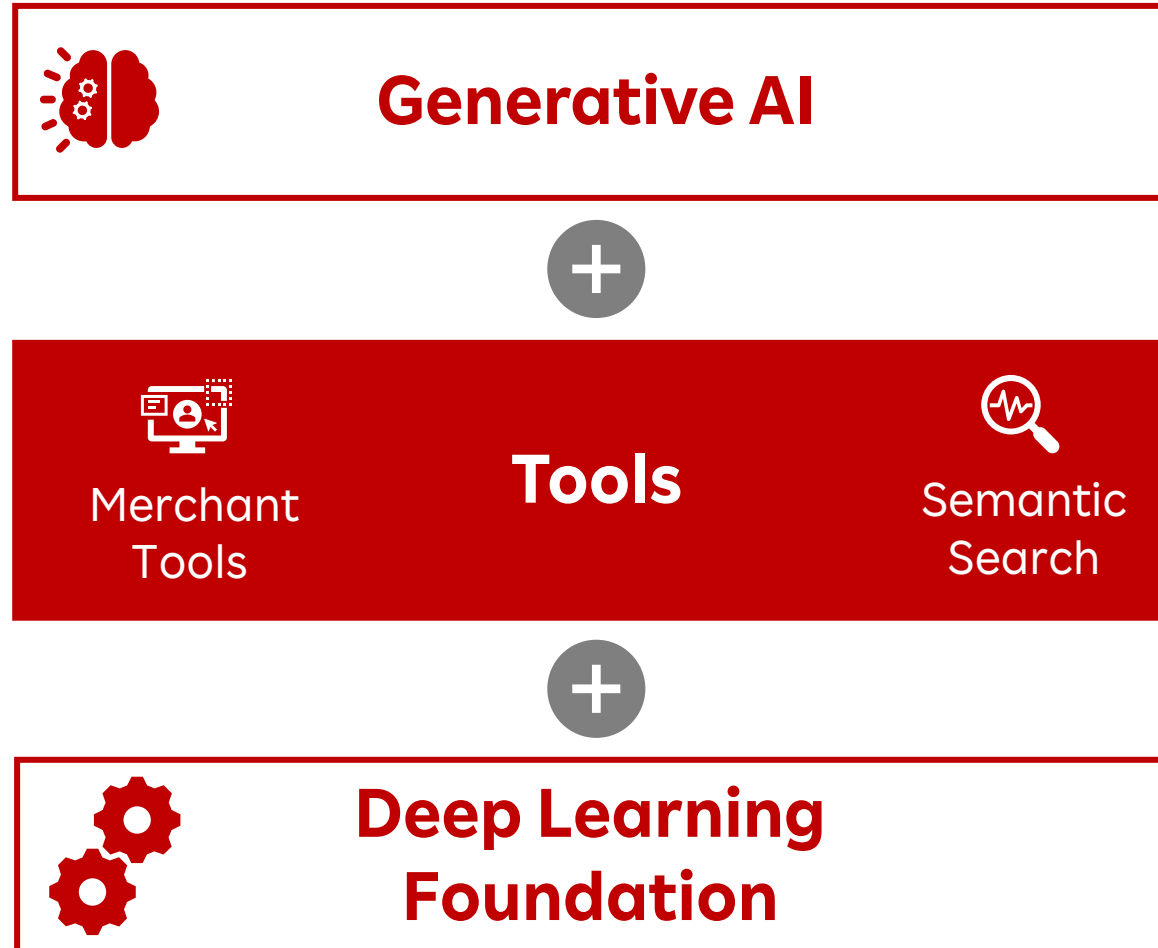 Generative AI
Merchant
Tools
Tools
Semantic
Search
Deep Learning
Foundation